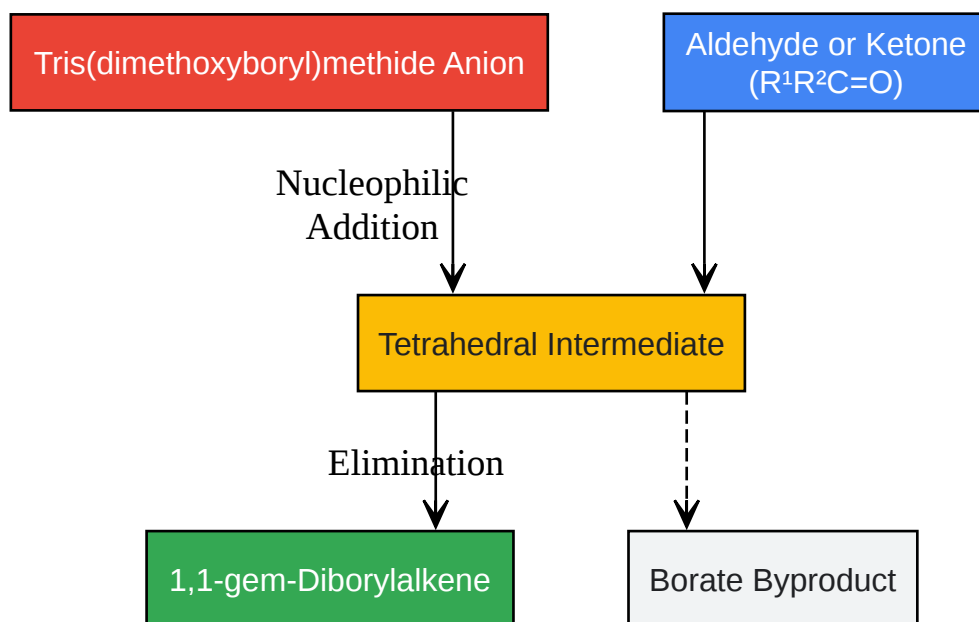 Tris(dimethoxyboryl)methide Anion
Aldehyde or Ketone
(R¹R²C=O)
Nucleophilic
Addition
Tetrahedral Intermediate
Elimination
1,1-gem-Diborylalkene
Borate Byproduct